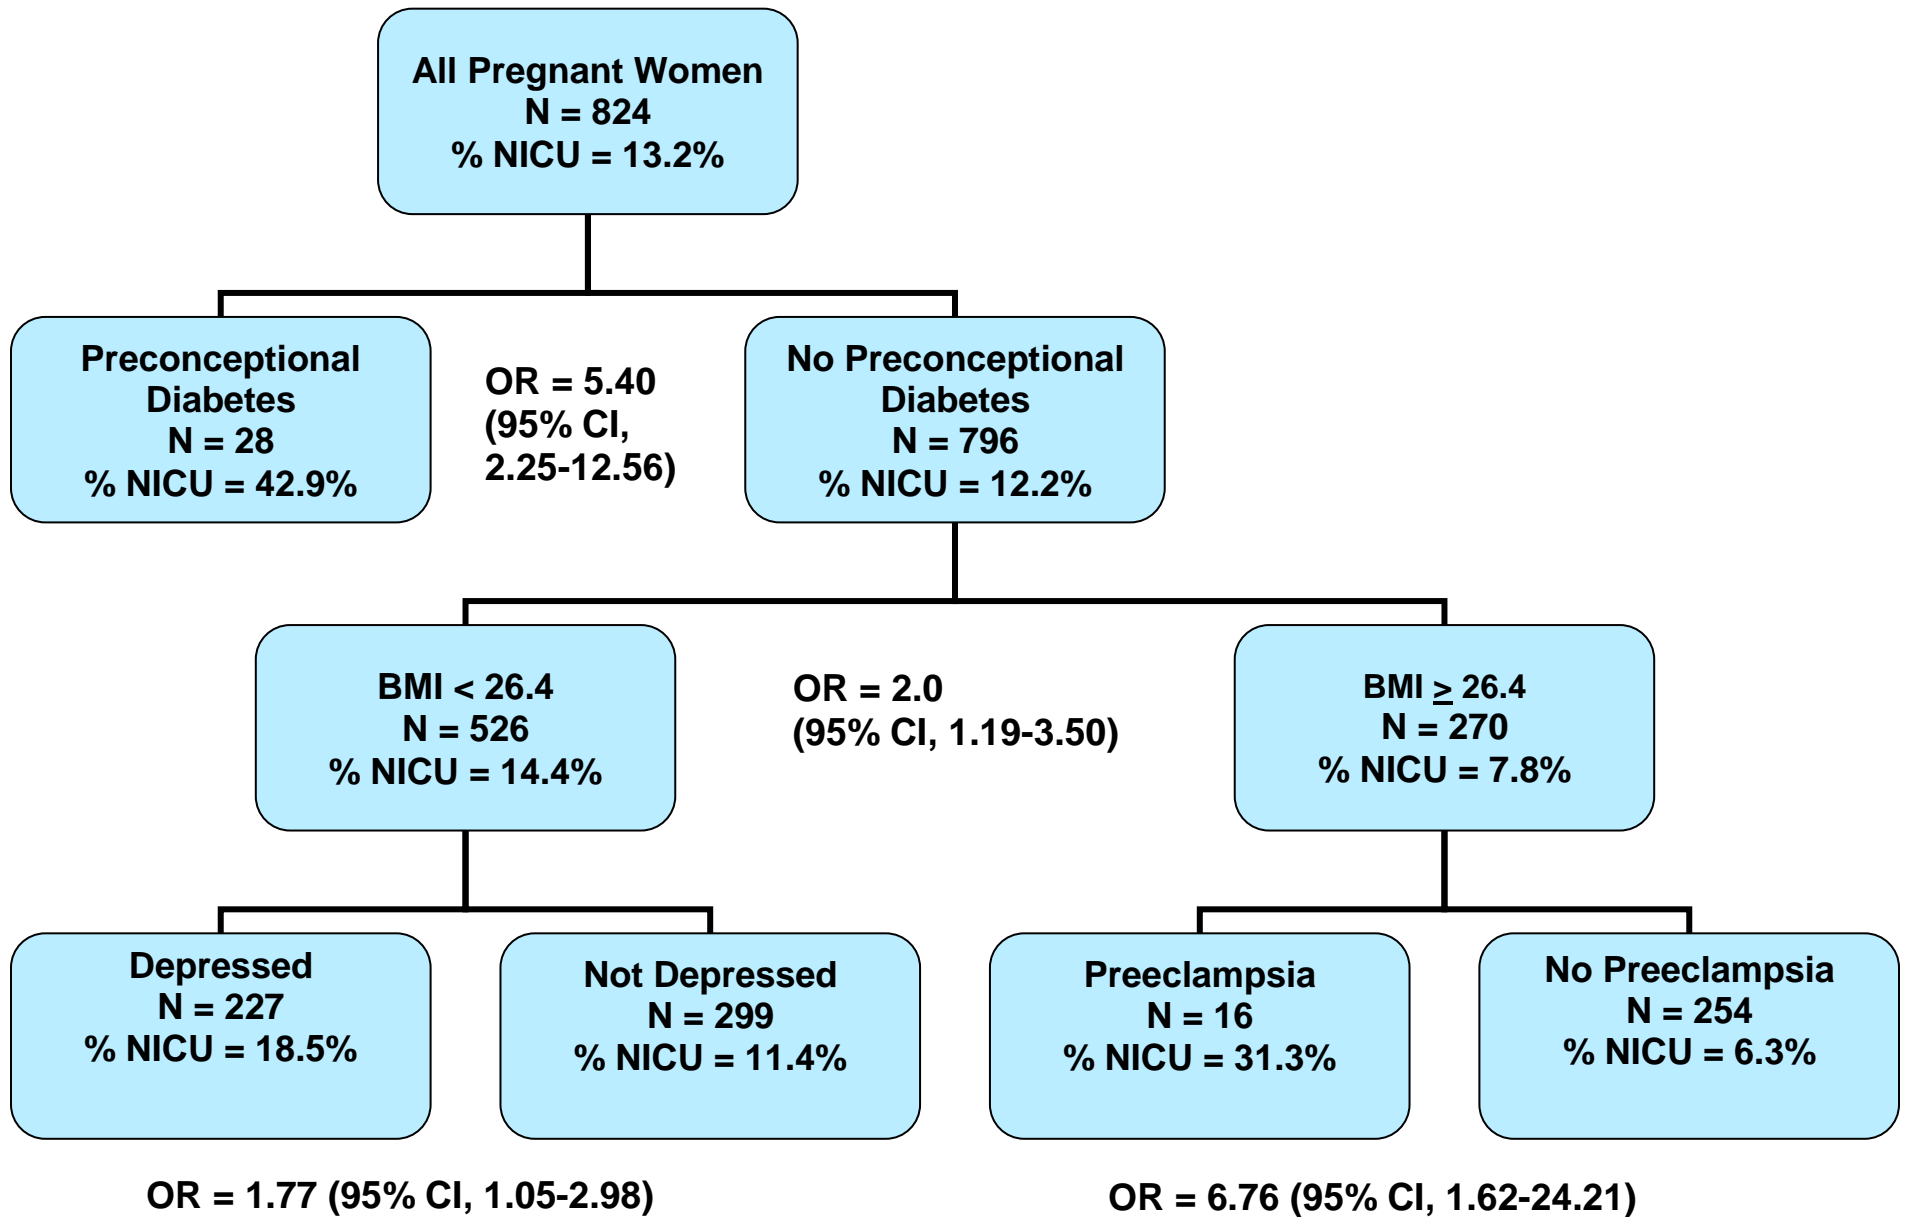 All Pregnant Women
N = 824
% NICU = 13.2%
Preconceptional
Diabetes
N = 28
% NICU = 42.9%
OR = 5.40
(95% CI,
2.25-12.56)
No Preconceptional
Diabetes
N = 796
% NICU = 12.2%
BMI < 26.4
N = 526
% NICU = 14.4%
OR = 2.0
(95% CI, 1.19-3.50)
BMI ≥ 26.4
N = 270
% NICU = 7.8%
Depressed
N = 227
% NICU = 18.5%
Not Depressed
N = 299
% NICU = 11.4%
Preeclampsia
N = 16
% NICU = 31.3%
No Preeclampsia
N = 254
% NICU = 6.3%
OR = 1.77 (95% CI, 1.05-2.98)
OR = 6.76 (95% CI, 1.62-24.21)